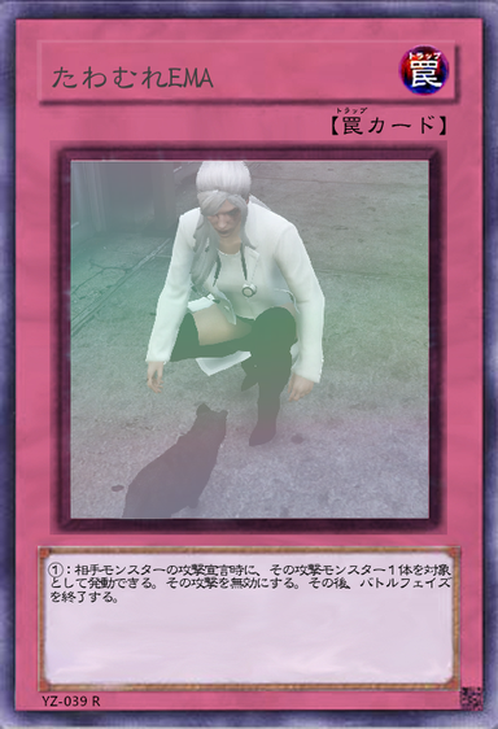 たわむれEMA
トラップ
罠
トラップ
【罠カード】
①：相手モンスターの攻撃宣言時に、その攻撃モンスター１体を対象
として発動できる。その攻撃を無効にする。その後、バトルフェイズ
を終了する。
YZ-039 R